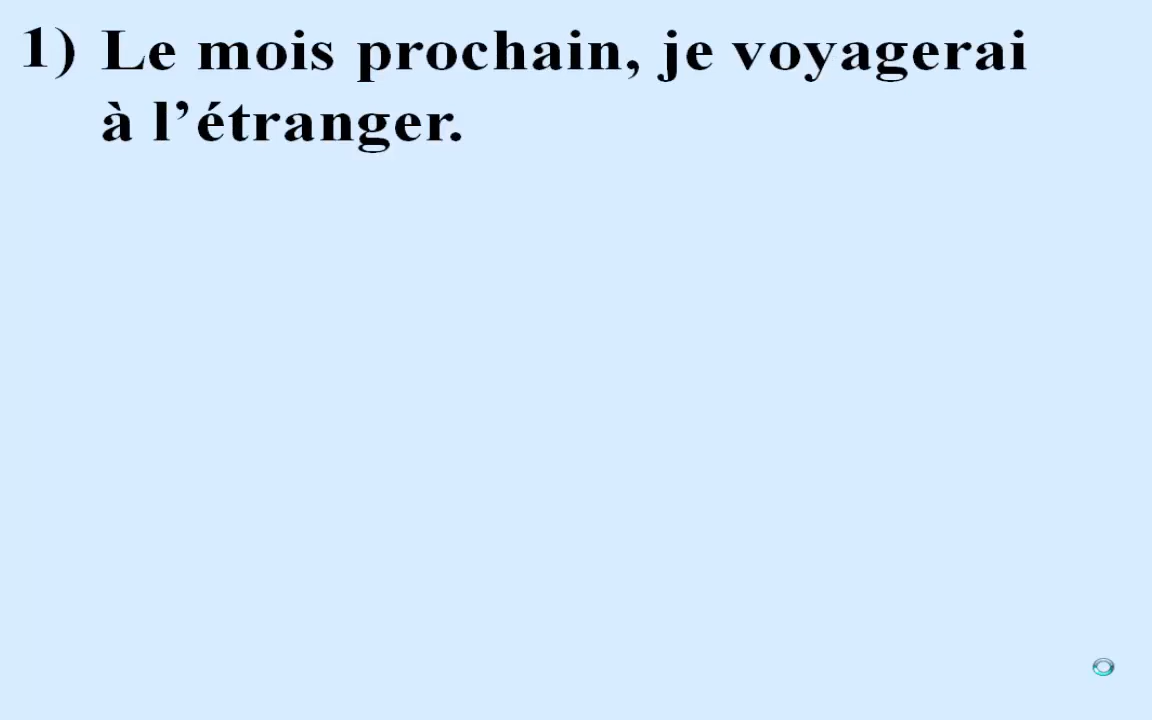 1) Le mois prochain, je voyagerai
à l’étranger.